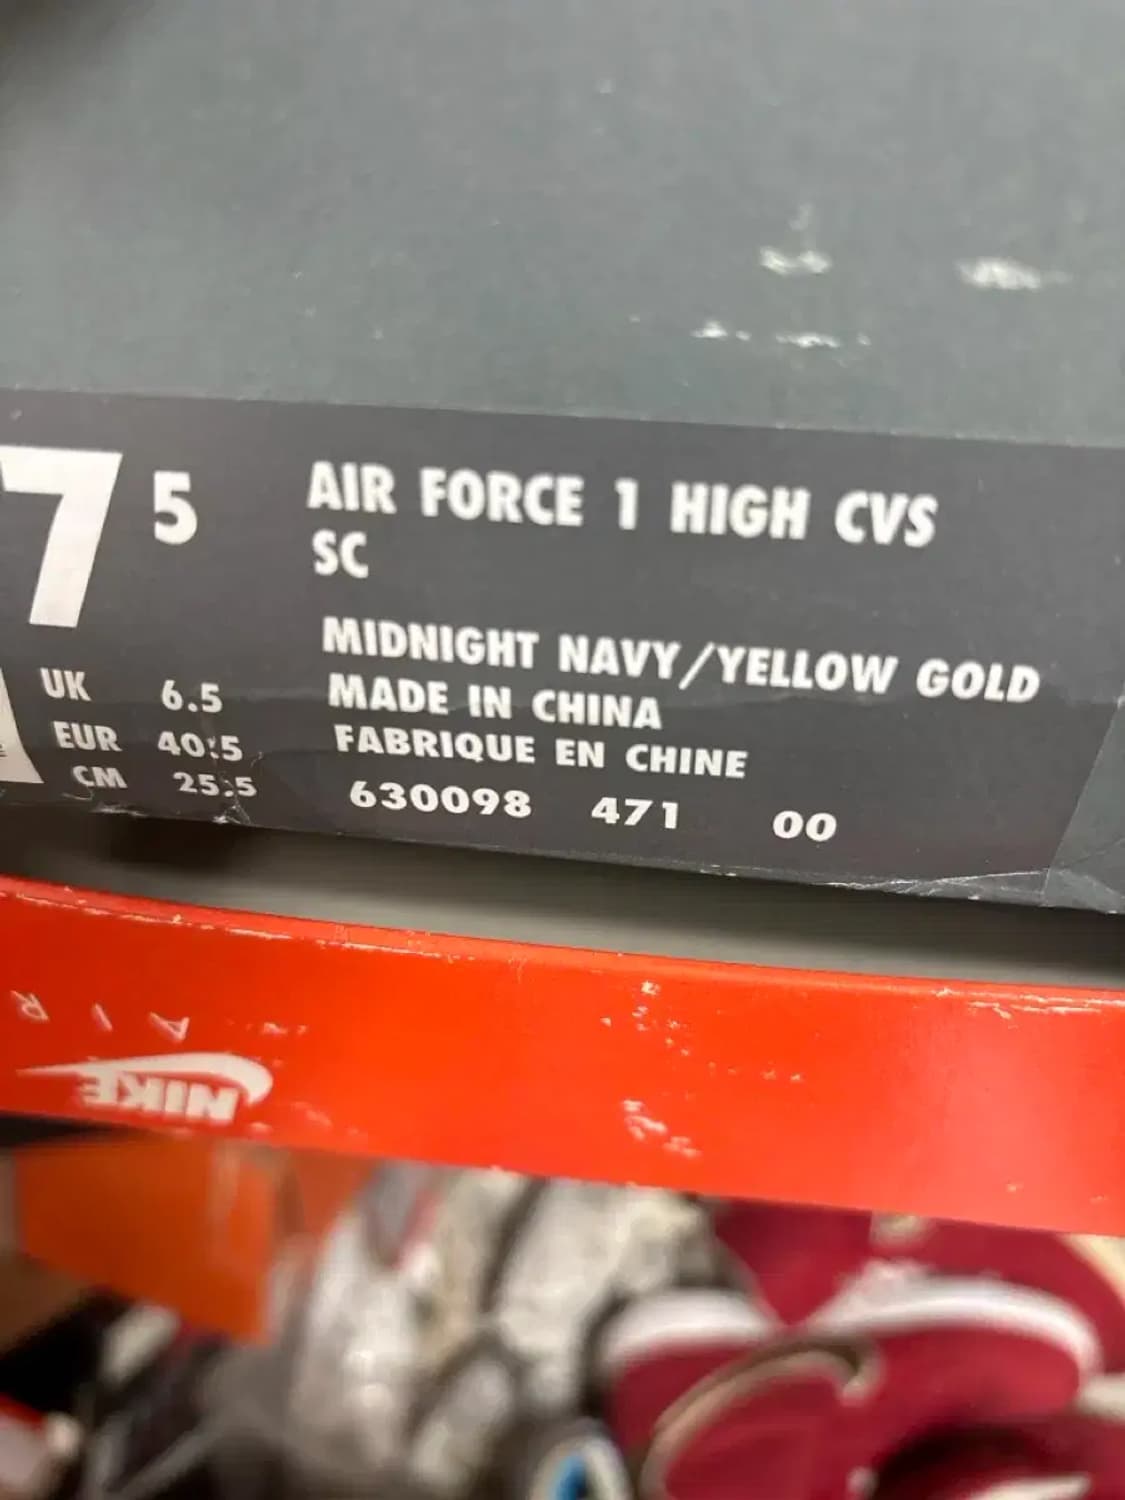 7 5
AIR FORCE 1 HIGH CVS
SC
MIDNIGHT NAVY/YELLOW GOLD
MADE IN CHINA
FABRIQUE EN CHINE
UK 6.5
EUR 40.5
CM 25.5
630098 471 00
NIKE
AIR